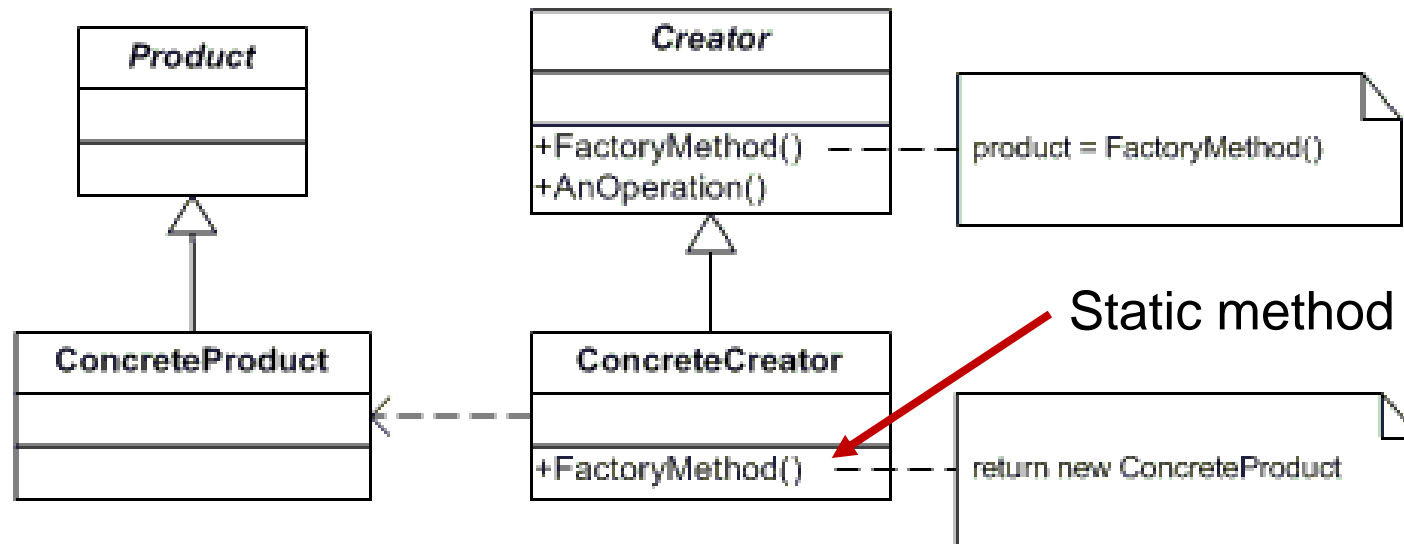 Product
Creator
+FactoryMethod()
+AnOperation()
product = FactoryMethod()
Static method
ConcreteProduct
ConcreteCreator
+FactoryMethod()
return new ConcreteProduct